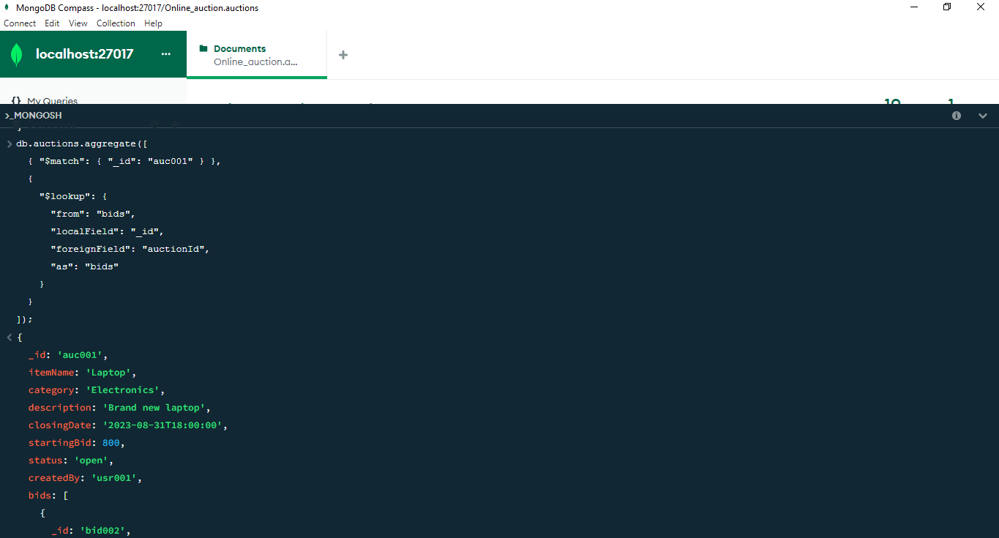 MongoDB Compass - localhost:27017/Online_auction.auctions
Connect Edit View Collection Help
localhost:27017 ...
Documents
Online_auction.a...
+
{} My Queries
10 1
>_MONGOSH
db.auctions.aggregate([
{ "$match": { "_id": "auc001" } },
{
"$lookup": {
"from": "bids",
"localField": "_id",
"foreignField": "auctionId",
"as": "bids"
}
}
]);
{
_id: 'auc001',
itemName: 'Laptop',
category: 'Electronics',
description: 'Brand new laptop',
closingDate: '2023-08-31T18:00:00',
startingBid: 800,
status: 'open',
createdBy: 'usr001',
bids: [
{
_id: 'bid002',